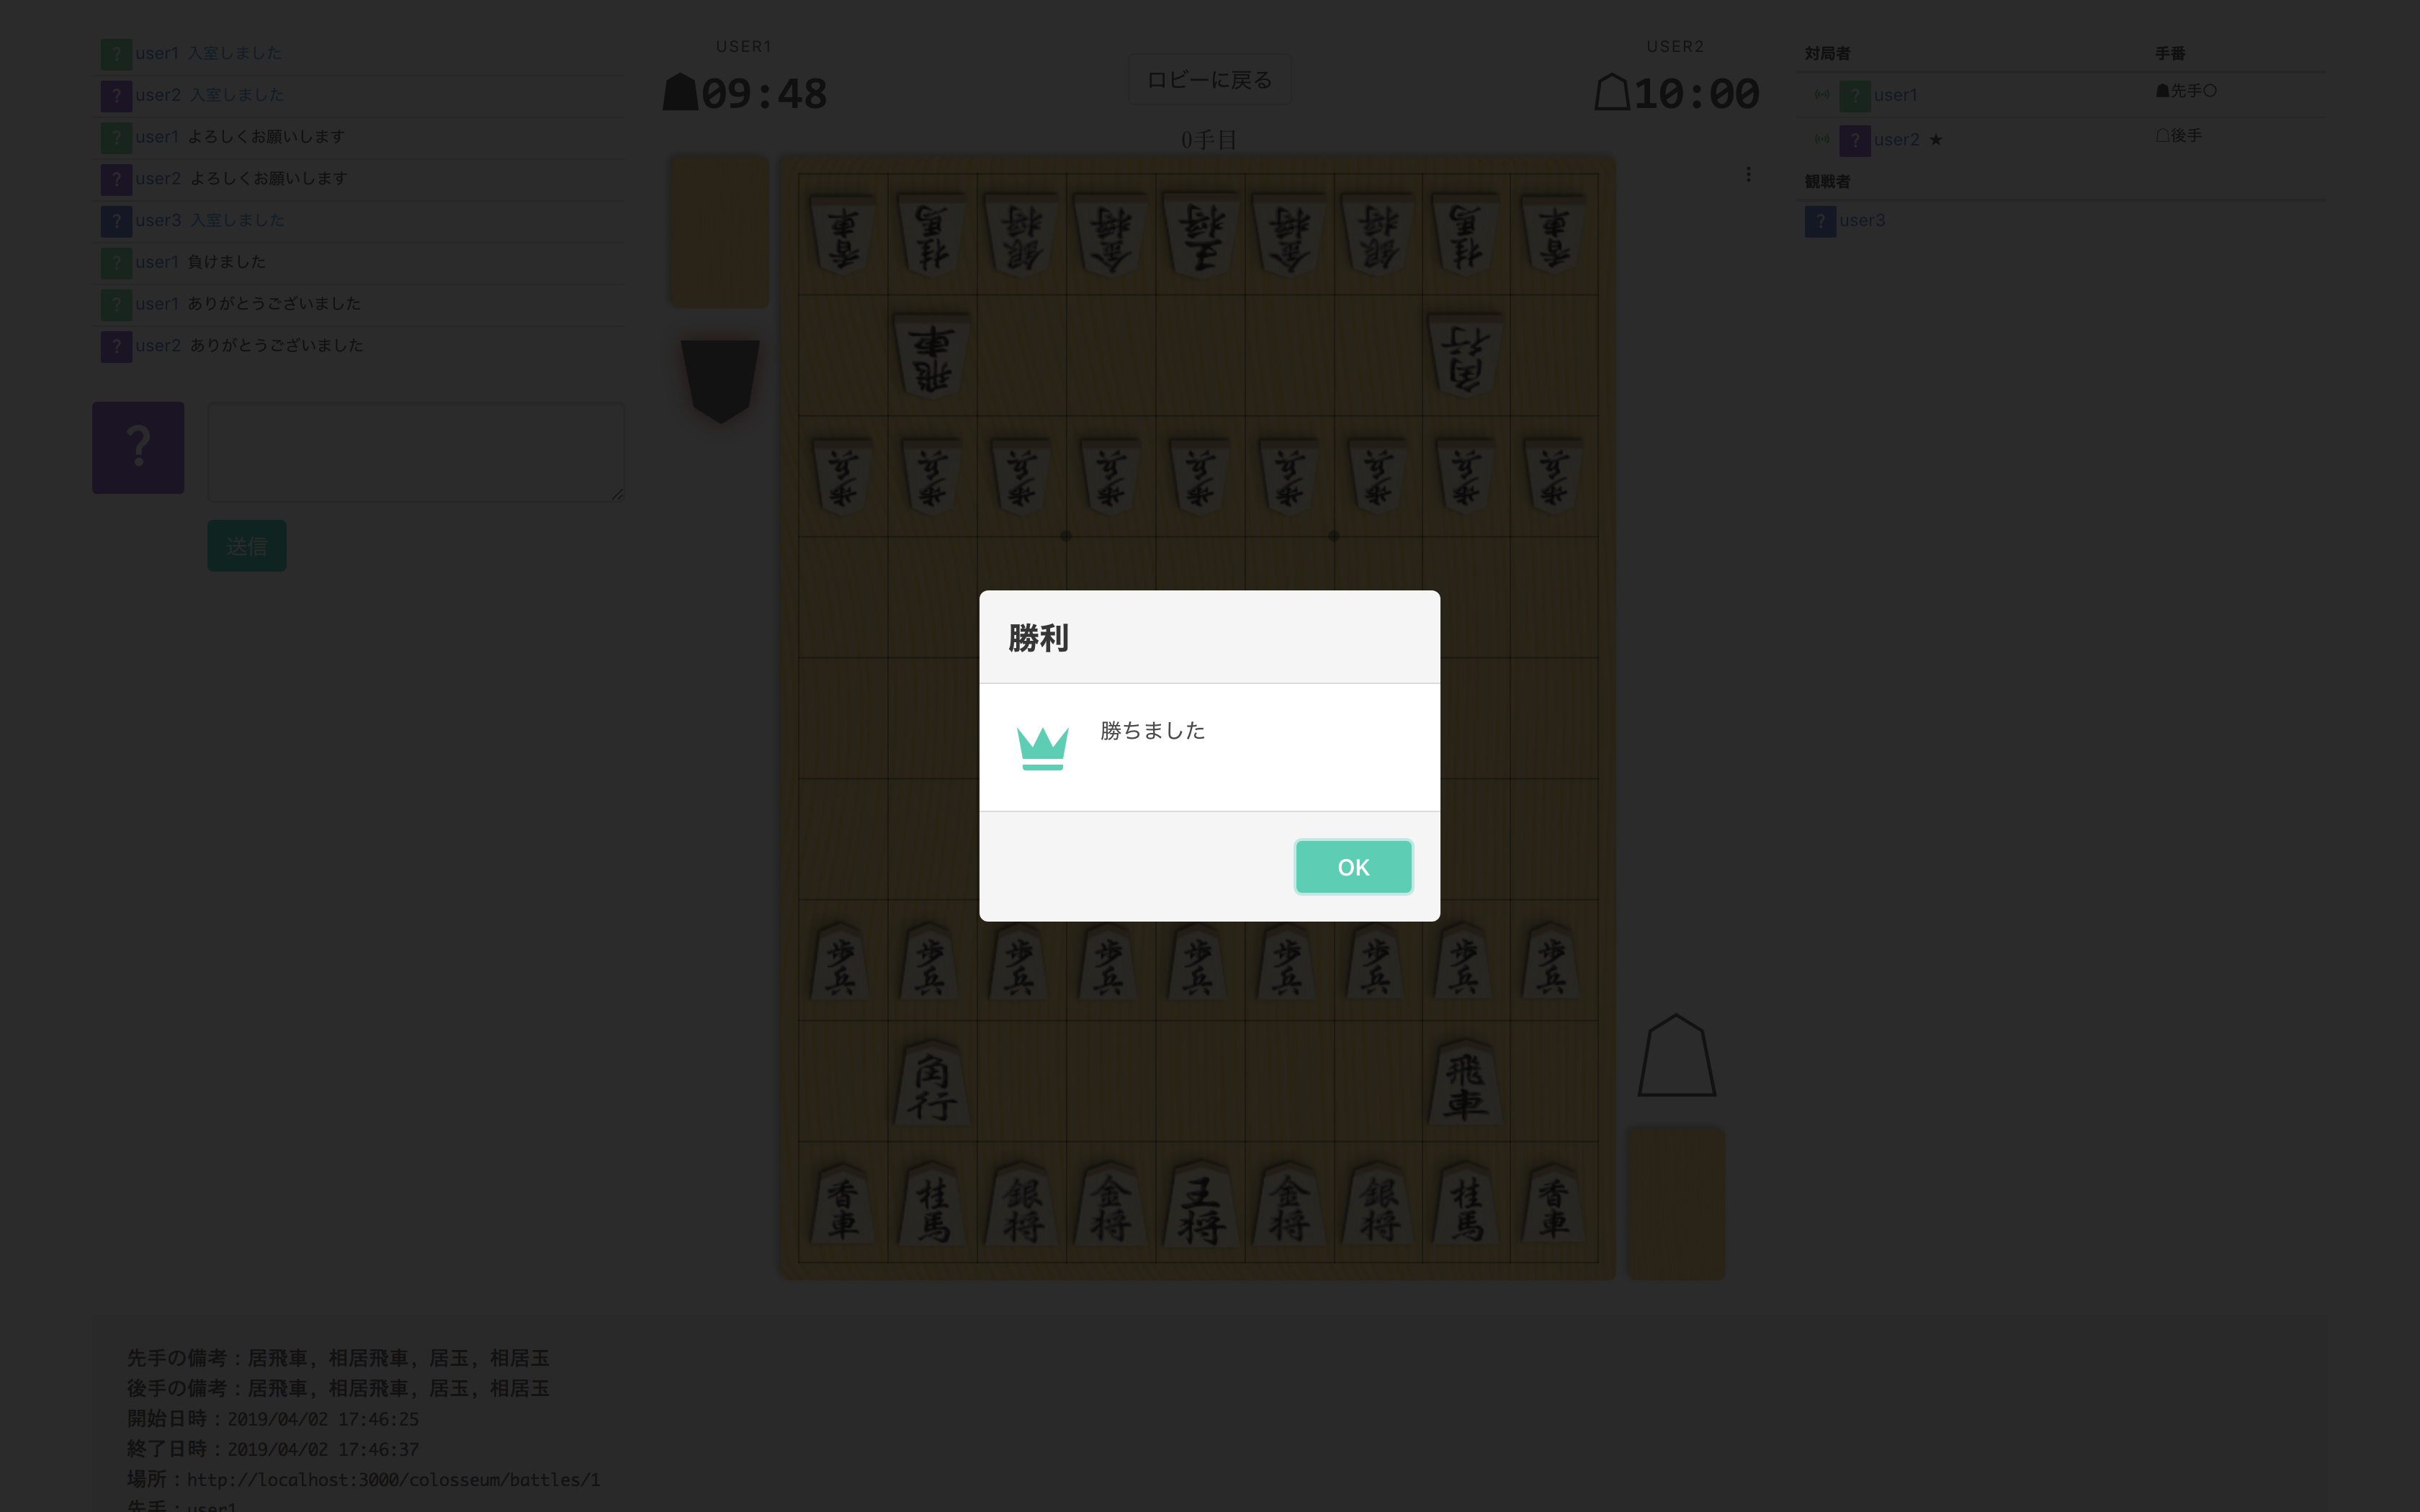 ? user1 入室しました
? user2 入室しました
? user1 よろしくお願いします
? user2 よろしくお願いします
? user3 入室しました
? user1 負けました
? user1 ありがとうございました
? user2 ありがとうございました
?
送信
USER1
09:48
ロビーに戻る
0手目
USER2
10:00
対局者 手番
? user1 ☗先手○
? user2 ★ ☖後手
観戦者
? user3
香車 桂馬 銀将 金将 王将 金将 銀将 桂馬 香車
飛車 角行
歩兵 歩兵 歩兵 歩兵 歩兵 歩兵 歩兵 歩兵 歩兵
勝利
勝ちました
OK
歩兵 歩兵 歩兵 歩兵 歩兵 歩兵 歩兵 歩兵 歩兵
角行 飛車
香車 桂馬 銀将 金将 王将 金将 銀将 桂馬 香車
先手の備考：居飛車, 相居飛車, 居玉, 相居玉
後手の備考：居飛車, 相居飛車, 居玉, 相居玉
開始日時：2019/04/02 17:46:25
終了日時：2019/04/02 17:46:37
場所：http://localhost:3000/colosseum/battles/1
先手：user1